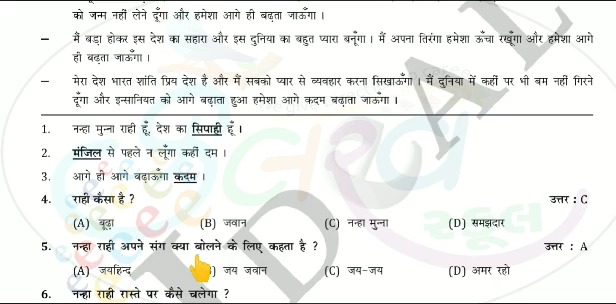 को जन्म नहीं लेने दूँगा और हमेशा आगे ही बढ़ता जाऊँगा ।
– मैं बड़ा होकर इस देश का सहारा और इस दुनिया का बहुत प्यारा बनूँगा । मैं अपना तिरंगा हमेशा ऊँचा रखूँगा और हमेशा आगे
ही बढ़ता जाऊँगा ।
– मेरा देश भारत शांति प्रिय देश है और मैं सबको प्यार से व्यवहार करना सिखाऊँगा । मैं दुनिया में कहीं पर भी बम नहीं गिरने
दूँगा और इन्सानियत को आगे बढ़ाता हुआ हमेशा आगे कदम बढ़ाता जाऊँगा ।
1. नन्हा मुन्ना राही हूँ, देश का सिपाही हूँ ।
2. मंजिल से पहले न लूँगा कहीं दम ।
3. आगे ही आगे बढ़ाऊँगा कदम ।
4. राही कैसा है ? उत्तर : C
(A) बूढ़ा (B) जवान (C) नन्हा मुन्ना (D) समझदार
5. नन्हा राही अपने संग क्या बोलने के लिए कहता है ? उत्तर : A
(A) जयहिन्द (B) जय जवान (C) जय-जय (D) अमर रहो
6. नन्हा राही रास्ते पर कैसे चलेगा ?
IDEAL